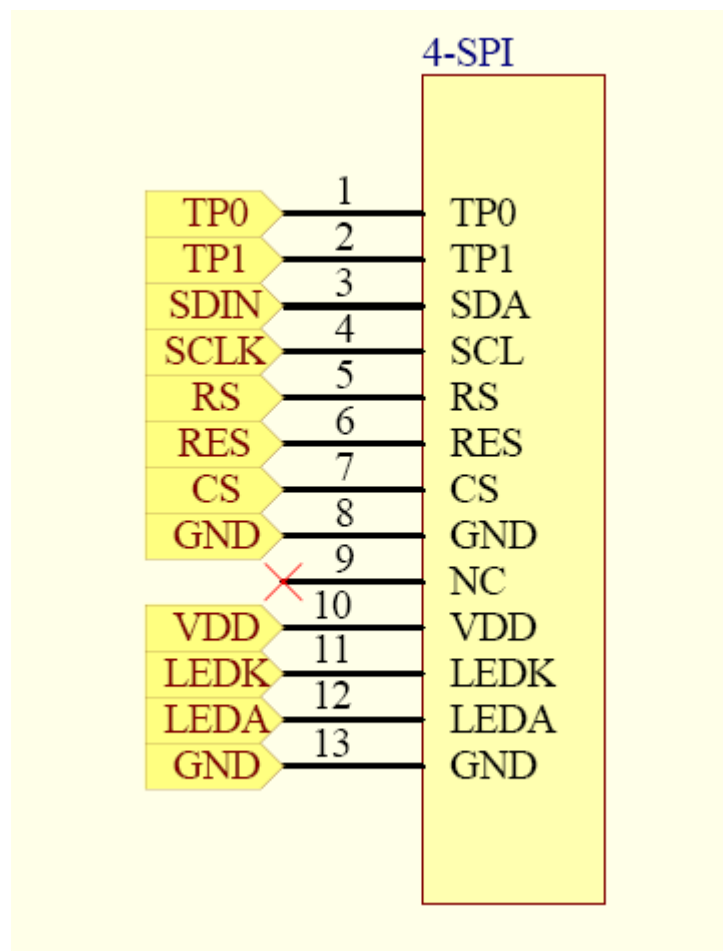 4-SPI
TP0 1 TP0
TP1 2 TP1
SDIN 3 SDA
SCLK 4 SCL
RS 5 RS
RES 6 RES
CS 7 CS
GND 8 GND
9 NC
VDD 10 VDD
LEDK 11 LEDK
LEDA 12 LEDA
GND 13 GND